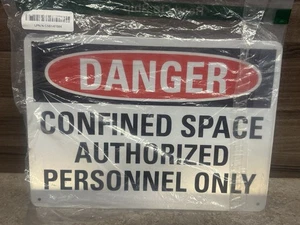 DANGER
CONFINED SPACE
AUTHORIZED
PERSONNEL ONLY